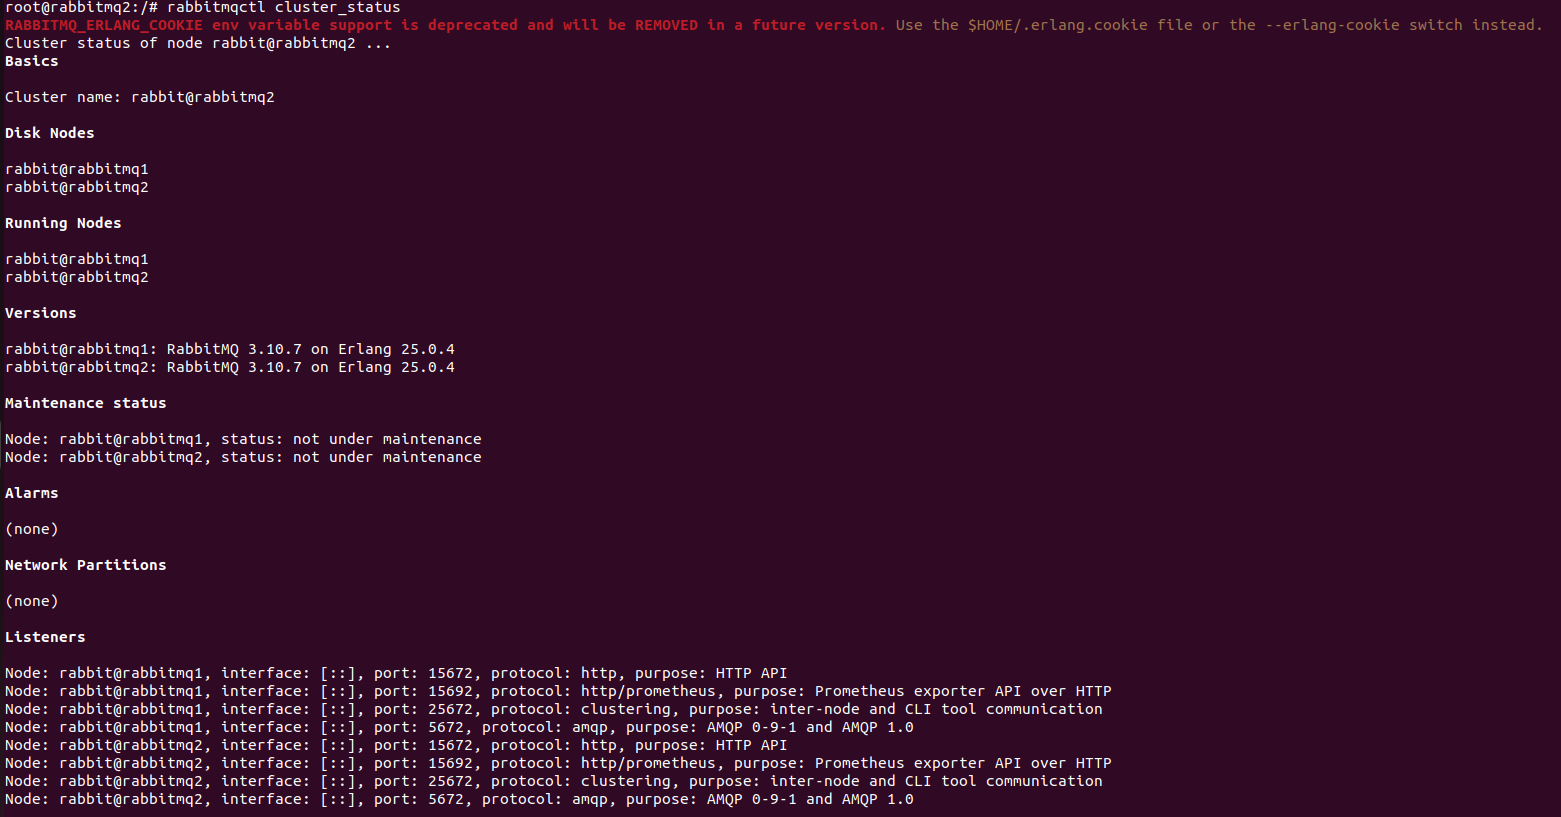 root@rabbitmq2:/# rabbitmqctl cluster_status
RABBITMQ_ERLANG_COOKIE env variable support is deprecated and will be REMOVED in a future version. Use the $HOME/.erlang.cookie file or the --erlang-cookie switch instead.
Cluster status of node rabbit@rabbitmq2 ...
Basics
Cluster name: rabbit@rabbitmq2
Disk Nodes
rabbit@rabbitmq1
rabbit@rabbitmq2
Running Nodes
rabbit@rabbitmq1
rabbit@rabbitmq2
Versions
rabbit@rabbitmq1: RabbitMQ 3.10.7 on Erlang 25.0.4
rabbit@rabbitmq2: RabbitMQ 3.10.7 on Erlang 25.0.4
Maintenance status
Node: rabbit@rabbitmq1, status: not under maintenance
Node: rabbit@rabbitmq2, status: not under maintenance
Alarms
(none)
Network Partitions
(none)
Listeners
Node: rabbit@rabbitmq1, interface: [::], port: 15672, protocol: http, purpose: HTTP API
Node: rabbit@rabbitmq1, interface: [::], port: 15692, protocol: http/prometheus, purpose: Prometheus exporter API over HTTP
Node: rabbit@rabbitmq1, interface: [::], port: 25672, protocol: clustering, purpose: inter-node and CLI tool communication
Node: rabbit@rabbitmq1, interface: [::], port: 5672, protocol: amqp, purpose: AMQP 0-9-1 and AMQP 1.0
Node: rabbit@rabbitmq2, interface: [::], port: 15672, protocol: http, purpose: HTTP API
Node: rabbit@rabbitmq2, interface: [::], port: 15692, protocol: http/prometheus, purpose: Prometheus exporter API over HTTP
Node: rabbit@rabbitmq2, interface: [::], port: 25672, protocol: clustering, purpose: inter-node and CLI tool communication
Node: rabbit@rabbitmq2, interface: [::], port: 5672, protocol: amqp, purpose: AMQP 0-9-1 and AMQP 1.0